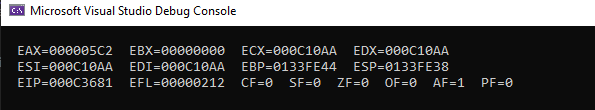 Microsoft Visual Studio Debug Console
EAX=000005C2 EBX=00000000 ECX=000C10AA EDX=000C10AA
ESI=000C10AA EDI=000C10AA EBP=0133FE44 ESP=0133FE38
EIP=000C3681 EFL=00000212 CF=0 SF=0 ZF=0 OF=0 AF=1 PF=0